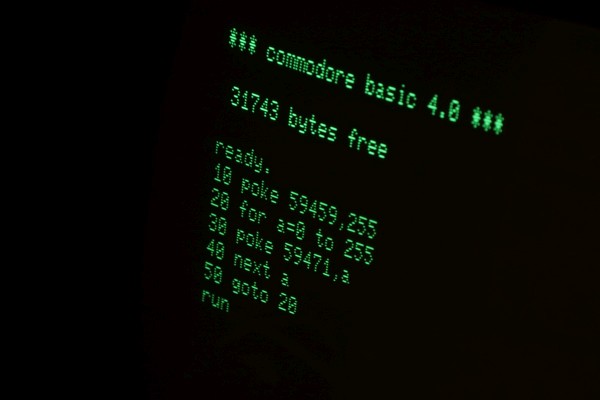 *** commodore basic 4.0 ***
31743 bytes free
ready.
10 poke 59459,255
20 for a=0 to 255
30 poke 59471,a
40 next a
50 goto 20
run